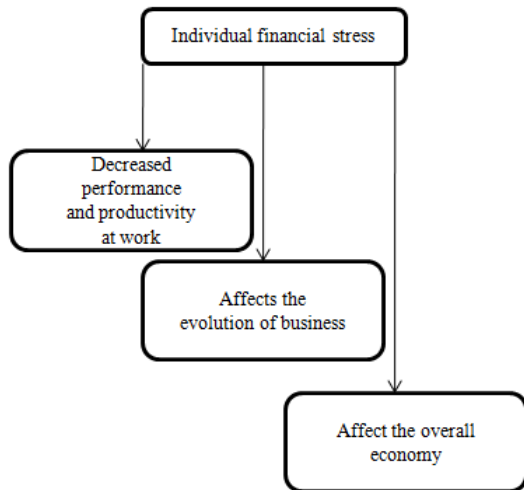 Individual financial stress
Decreased
performance
and productivity
at work
Affects the
evolution of business
Affect the overall
economy